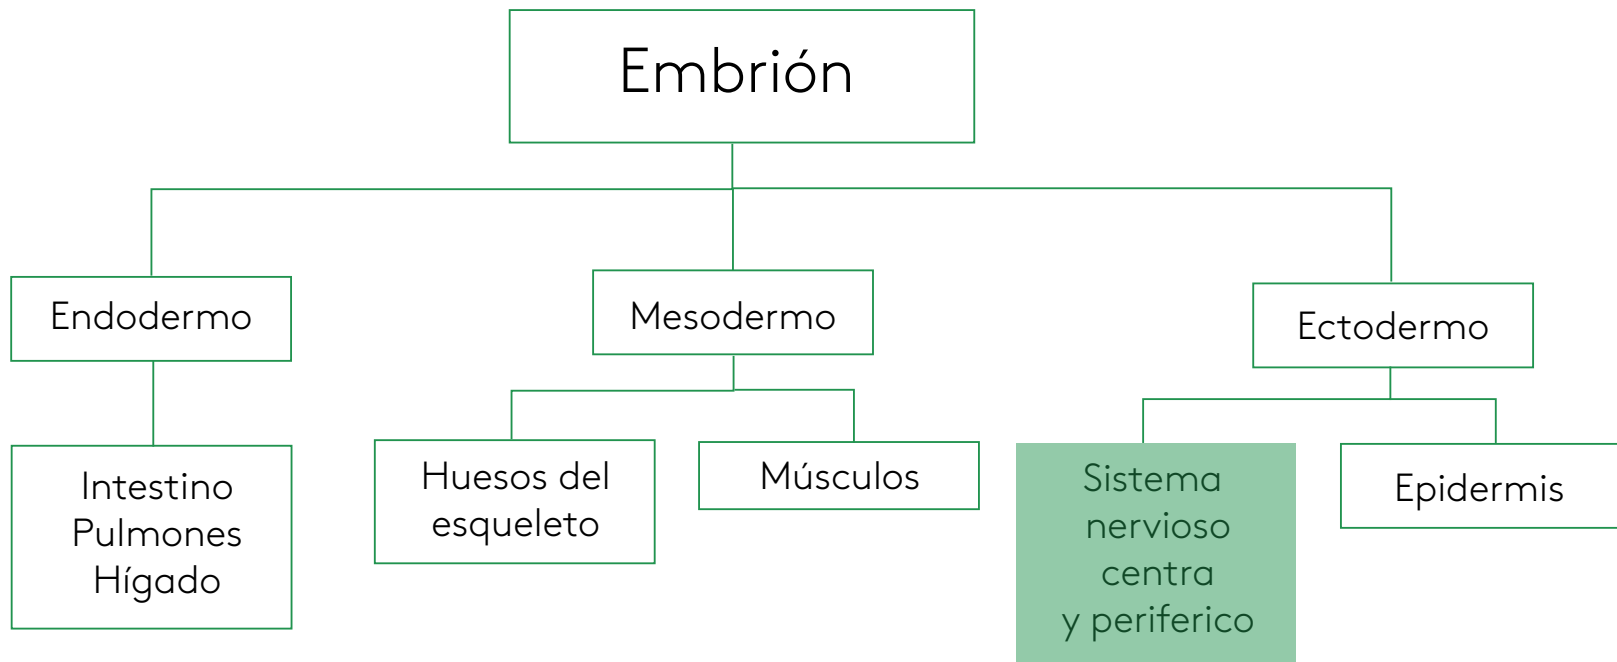 Embrión
Endodermo
Mesodermo
Ectodermo
Intestino
Pulmones
Hígado
Huesos del
esqueleto
Músculos
Sistema
nervioso
centra
y periferico
Epidermis